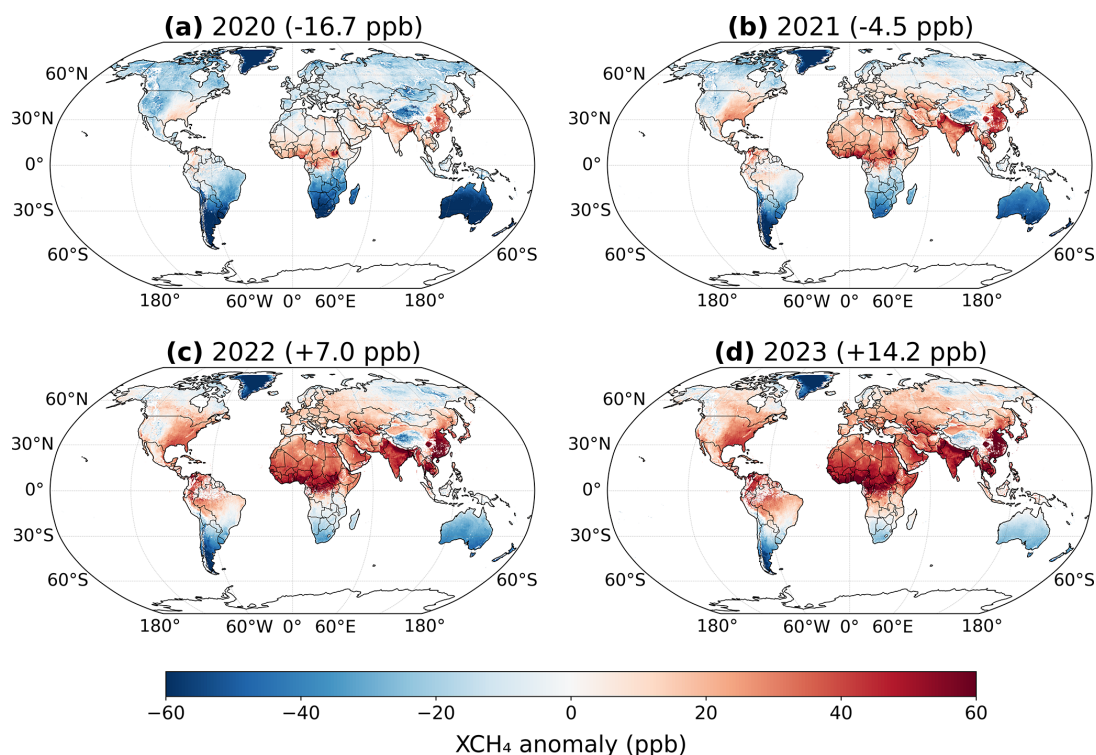 (a) 2020 (-16.7 ppb)
(b) 2021 (-4.5 ppb)
60°N
30°N
0°
30°S
60°S
60°S
180°
60°W
0°
60°E
180°
60°N
30°N
0°
30°S
60°S
60°S
180°
60°W
0°
60°E
180°
(c) 2022 (+7.0 ppb)
(d) 2023 (+14.2 ppb)
60°N
30°N
0°
30°S
60°S
60°S
180°
60°W
0°
60°E
180°
60°N
30°N
0°
30°S
60°S
60°S
180°
60°W
0°
60°E
180°
−60
−40
−20
0
20
40
60
XCH₄ anomaly (ppb)